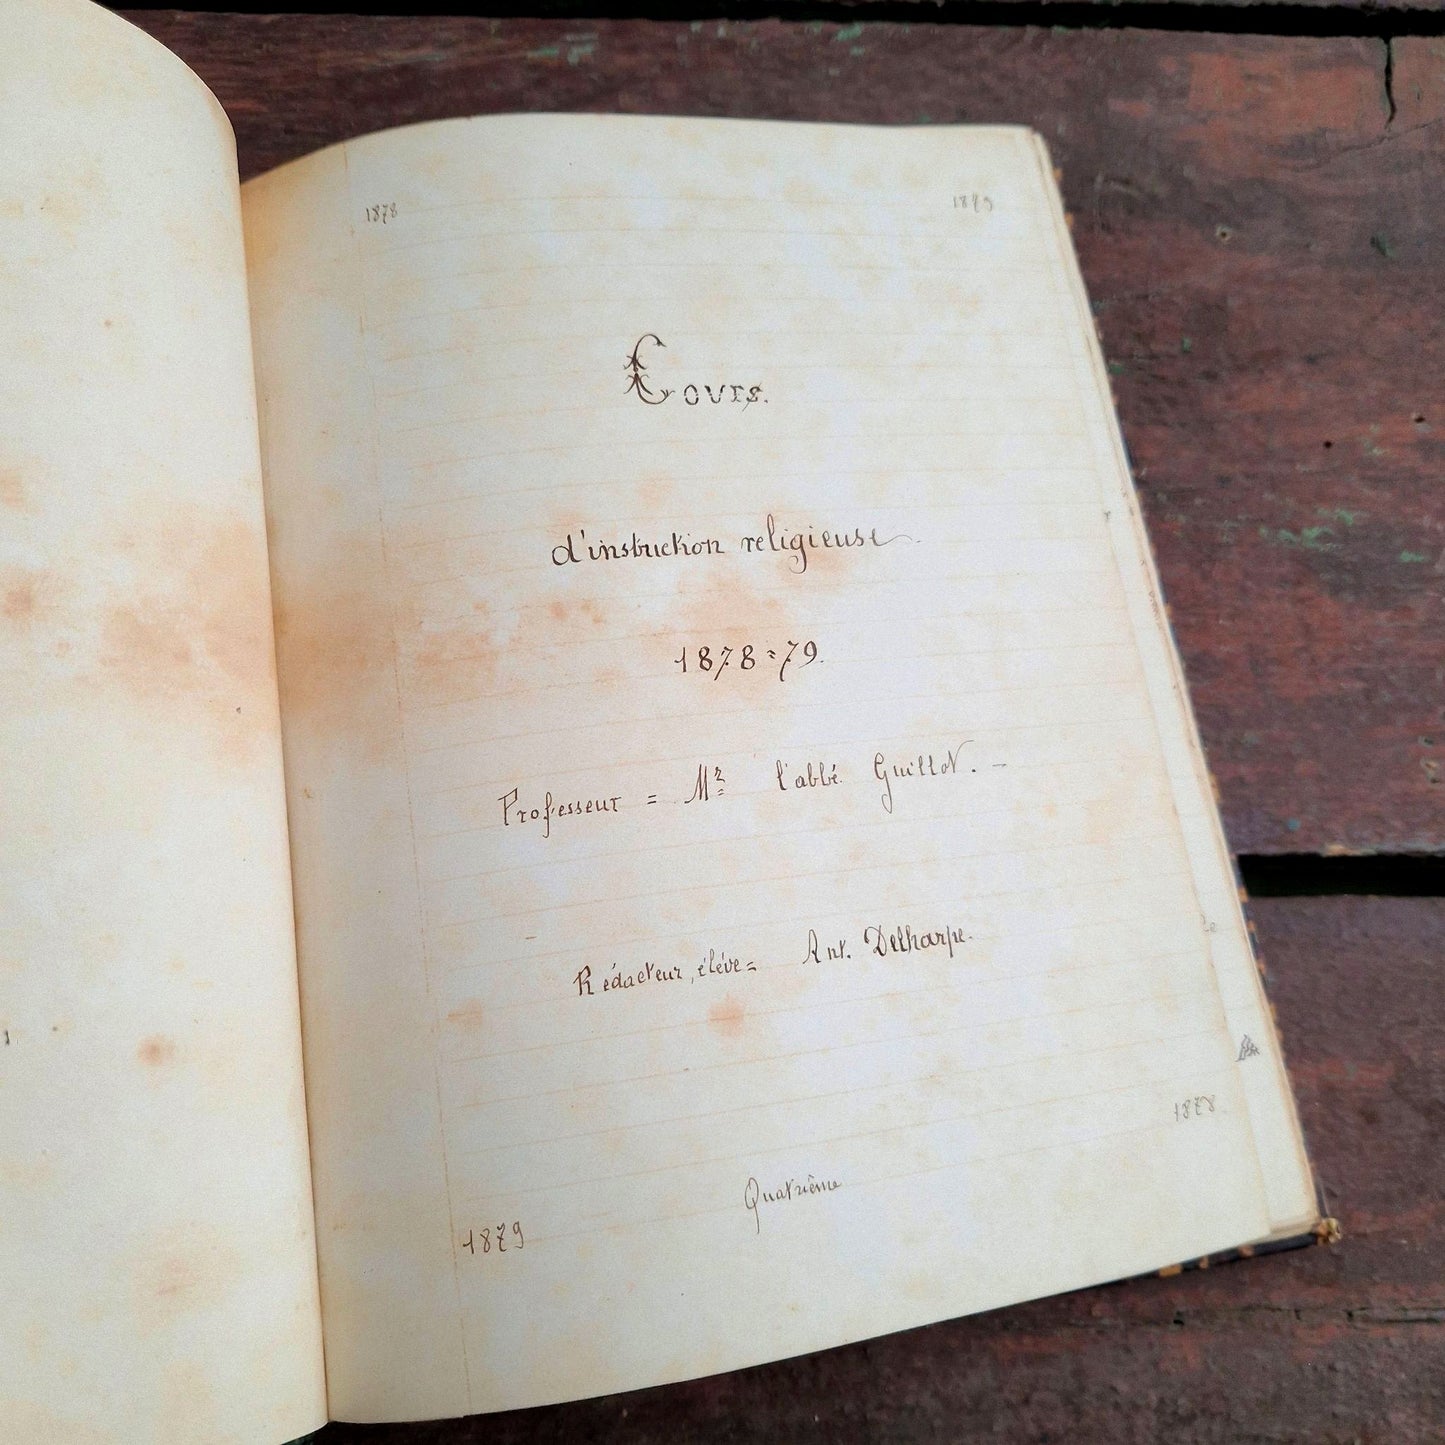 1878 1879
Cours.
d'instruction religieuse.
1878=79.
Professeur = Mr l'abbé Guillot. –
Rédacteur, élève = Ant. Delharpe.
1878
Quatrième
1879